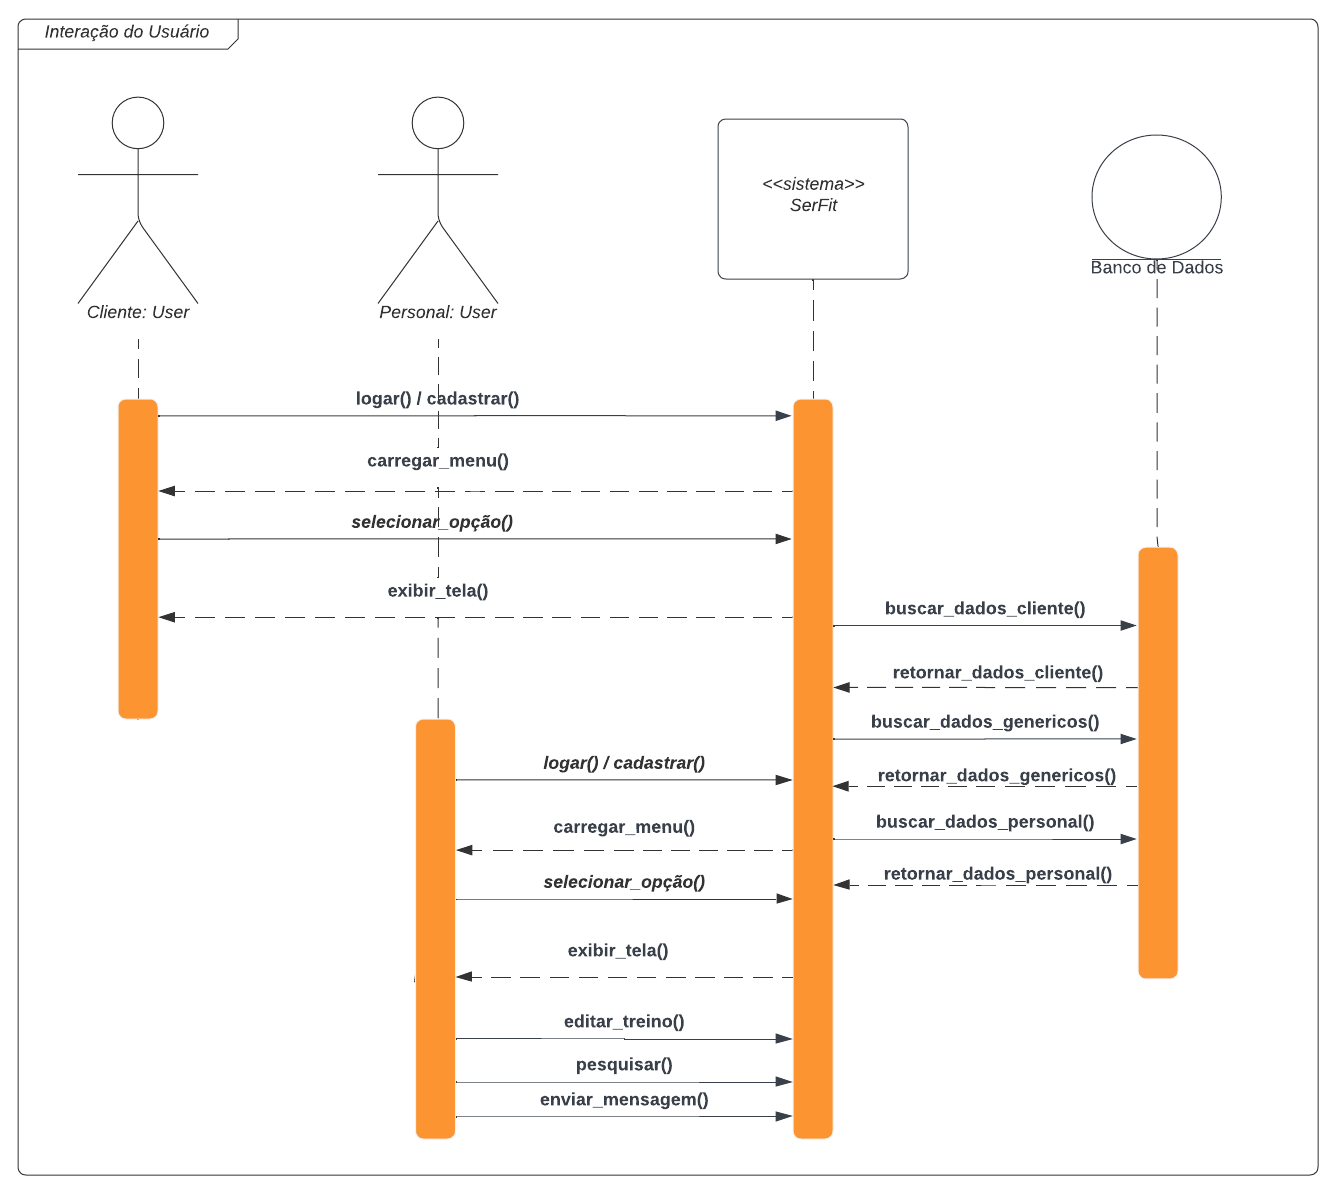 Interação do Usuário
<<sistema>>
SerFit
Banco de Dados
Cliente: User
Personal: User
logar() / cadastrar()
carregar_menu()
selecionar_opção()
exibir_tela()
buscar_dados_cliente()
retornar_dados_cliente()
buscar_dados_genericos()
logar() / cadastrar()
retornar_dados_genericos()
buscar_dados_personal()
carregar_menu()
retornar_dados_personal()
selecionar_opção()
exibir_tela()
editar_treino()
pesquisar()
enviar_mensagem()